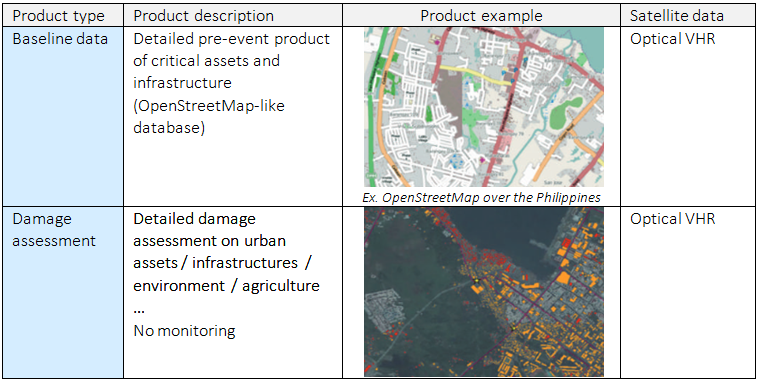 Product type Product description Product example Satellite data
Baseline data Detailed pre-event product Optical VHR
of critical assets and
infrastructure
(OpenStreetMap-like
database)
Ex. OpenStreetMap over the Philippines
Damage Detailed damage Optical VHR
assessment assessment on urban
assets / infrastructures /
environment / agriculture
...
No monitoring